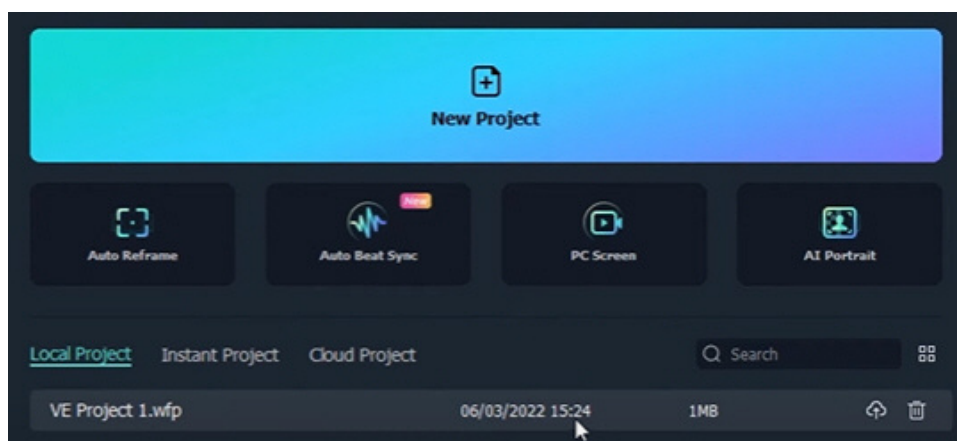 New Project
New
Auto Reframe Auto Beat Sync PC Screen AI Portrait
Local Project Instant Project Cloud Project Search
VE Project 1.wfp 06/03/2022 15:24 1MB